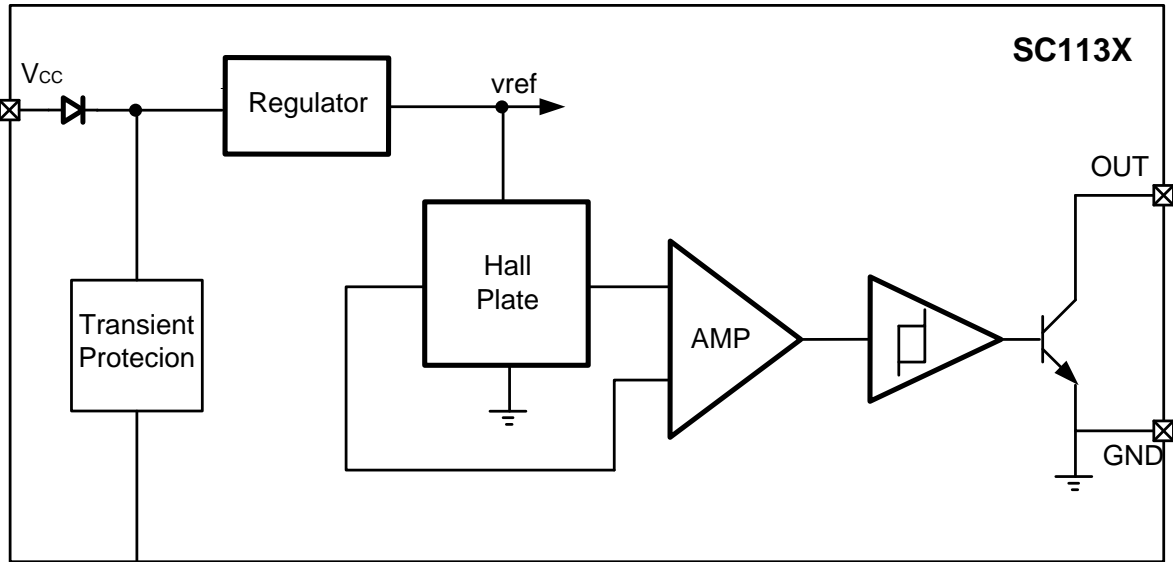 SC113X
Vcc
Regulator
vref
OUT
Hall
Plate
Transient
Protecion
AMP
GND